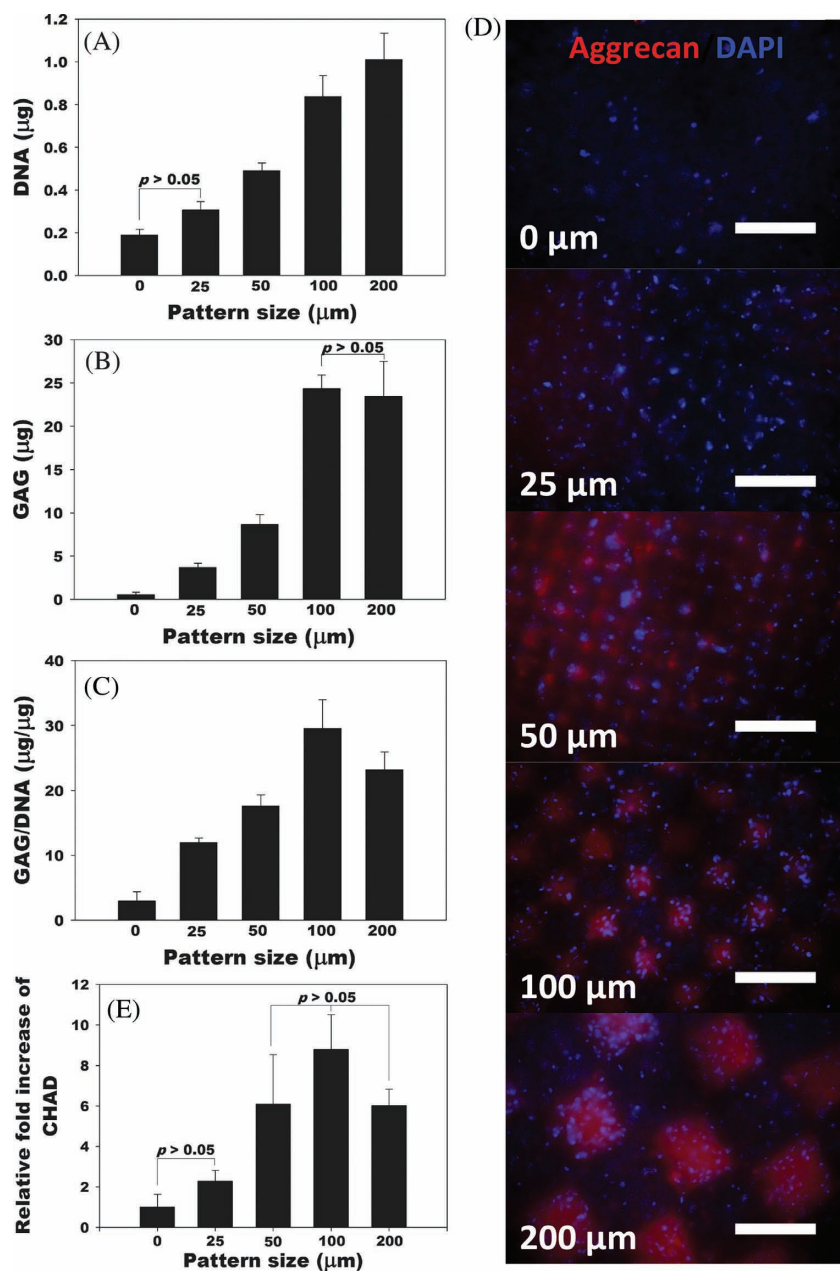 (A)
DNA (μg)
1.2
1.0
0.8
0.6
0.4
0.2
0.0
p > 0.05
0 25 50 100 200
Pattern size (μm)
(B)
GAG (μg)
30
25
20
15
10
5
0
p > 0.05
0 25 50 100 200
Pattern size (μm)
(C)
GAG/DNA (μg/μg)
40
30
20
10
0
0 25 50 100 200
Pattern size (μm)
(E)
Relative fold increase of
CHAD
12
10
8
6
4
2
0
p > 0.05
p > 0.05
0 25 50 100 200
Pattern size (μm)
(D)
Aggrecan/DAPI
0 μm
25 μm
50 μm
100 μm
200 μm